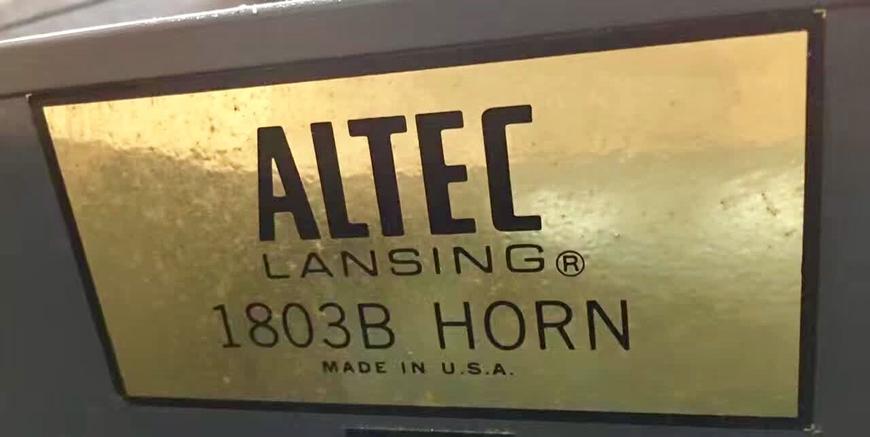 ALTEC
LANSING®
1803B HORN
MADE IN U.S.A.